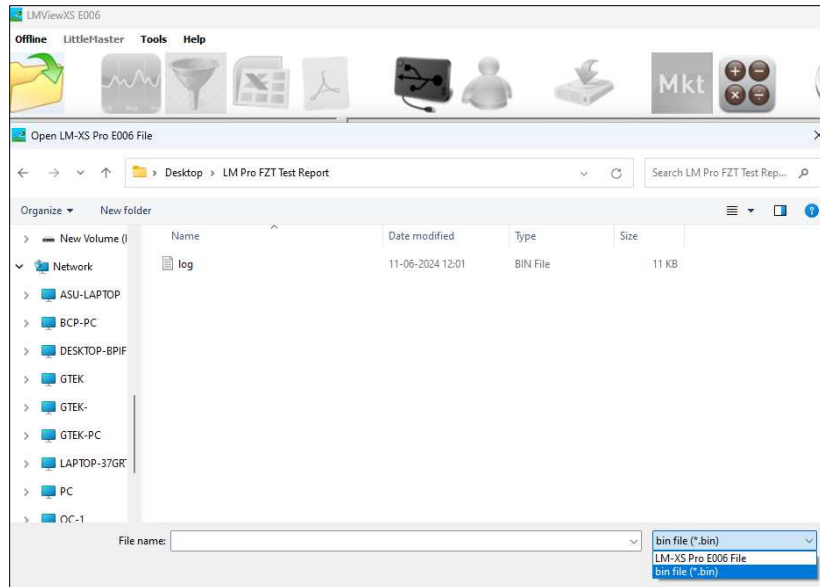 LMViewXS E006
Offline LittleMaster Tools Help
Mkt
Open LM-XS Pro E006 File
Desktop > LM Pro FZT Test Report
Search LM Pro FZT Test Rep...
Organize New folder
Name Date modified Type Size
log 11-06-2024 12:01 BIN File 11 KB
New Volume (
Network
ASU-LAPTOP
BCP-PC
DESKTOP-BPIF
GTEK
GTEK-
GTEK-PC
LAPTOP-37GR
PC
OC-1
File name:
bin file (*.bin)
LM-XS Pro E006 File
bin file (*.bin)